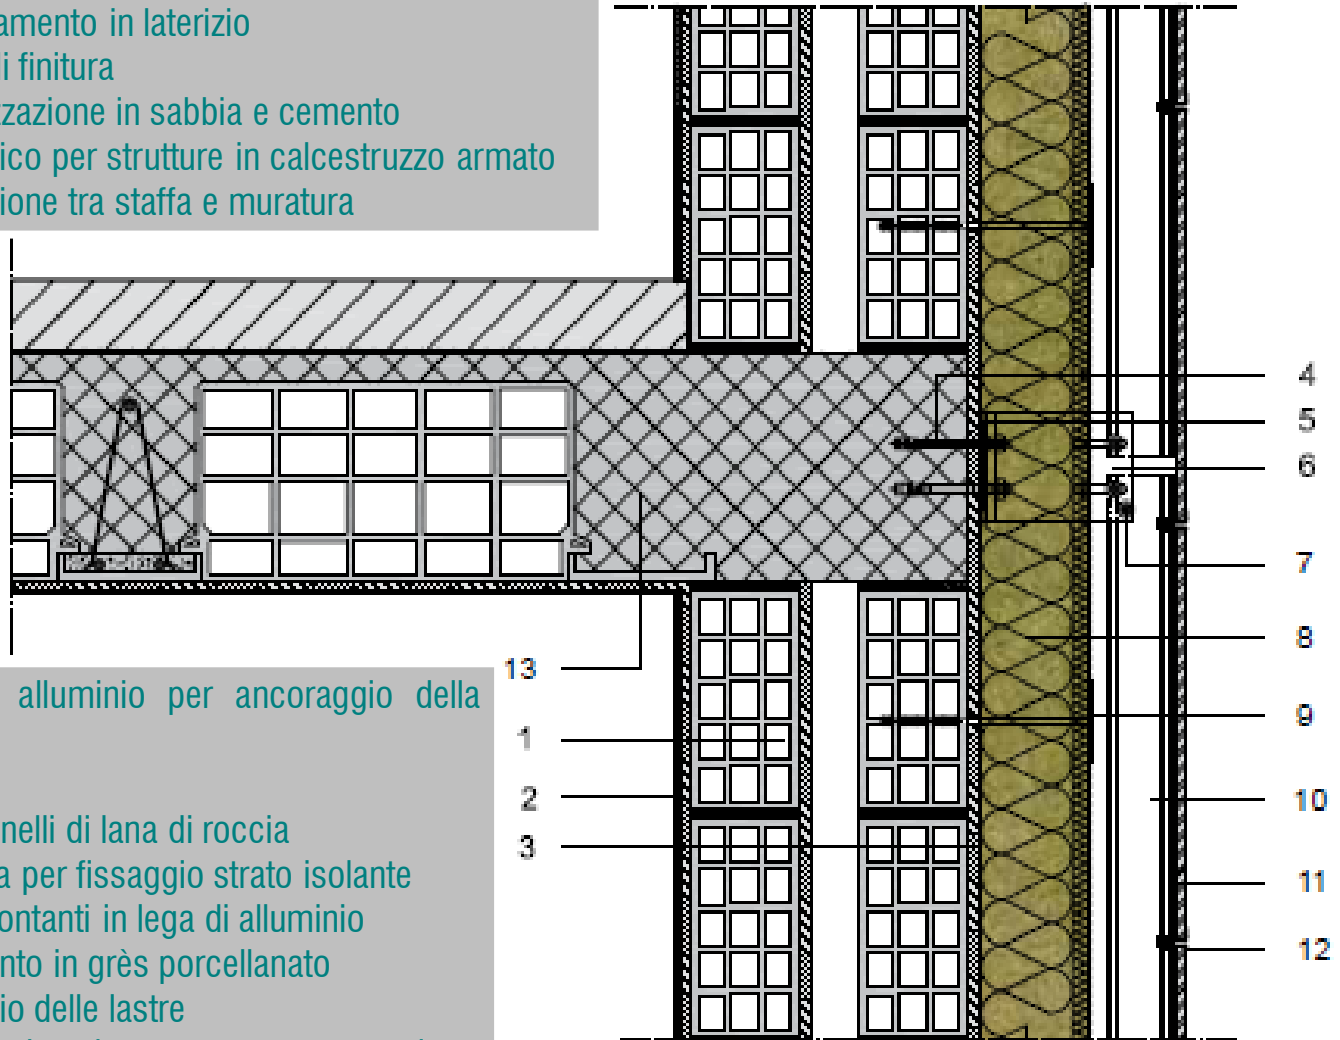 amento in laterizio
i finitura
zzazione in sabbia e cemento
ico per strutture in calcestruzzo armato
ione tra staffa e muratura
4
5
6
7
8
13
alluminio per ancoraggio della
9
1
2
10
3
nelli di lana di roccia
a per fissaggio strato isolante
11
ontanti in lega di alluminio
12
nto in grès porcellanato
io delle lastre